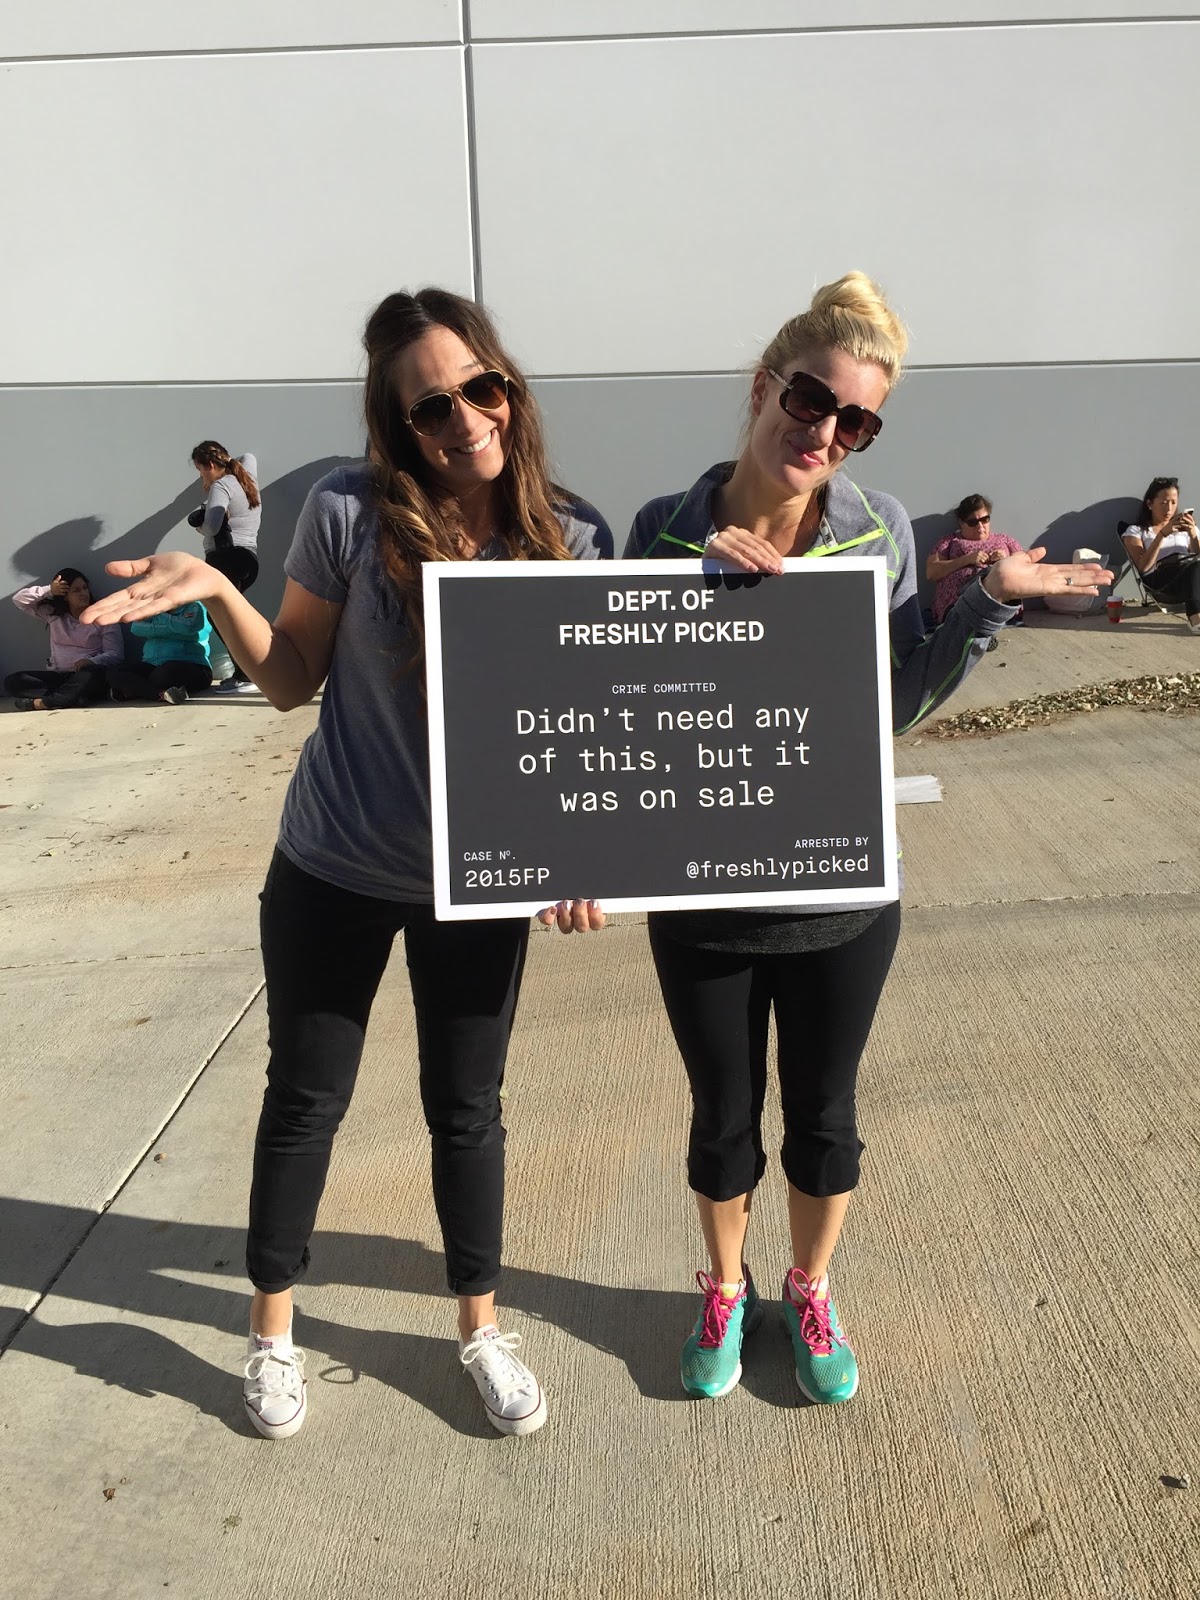 DEPT. OF
FRESHLY PICKED
CRIME COMMITTED
Didn't need any
of this, but it
was on sale
CASE Nº.
2015FP
ARRESTED BY
@freshlypicked